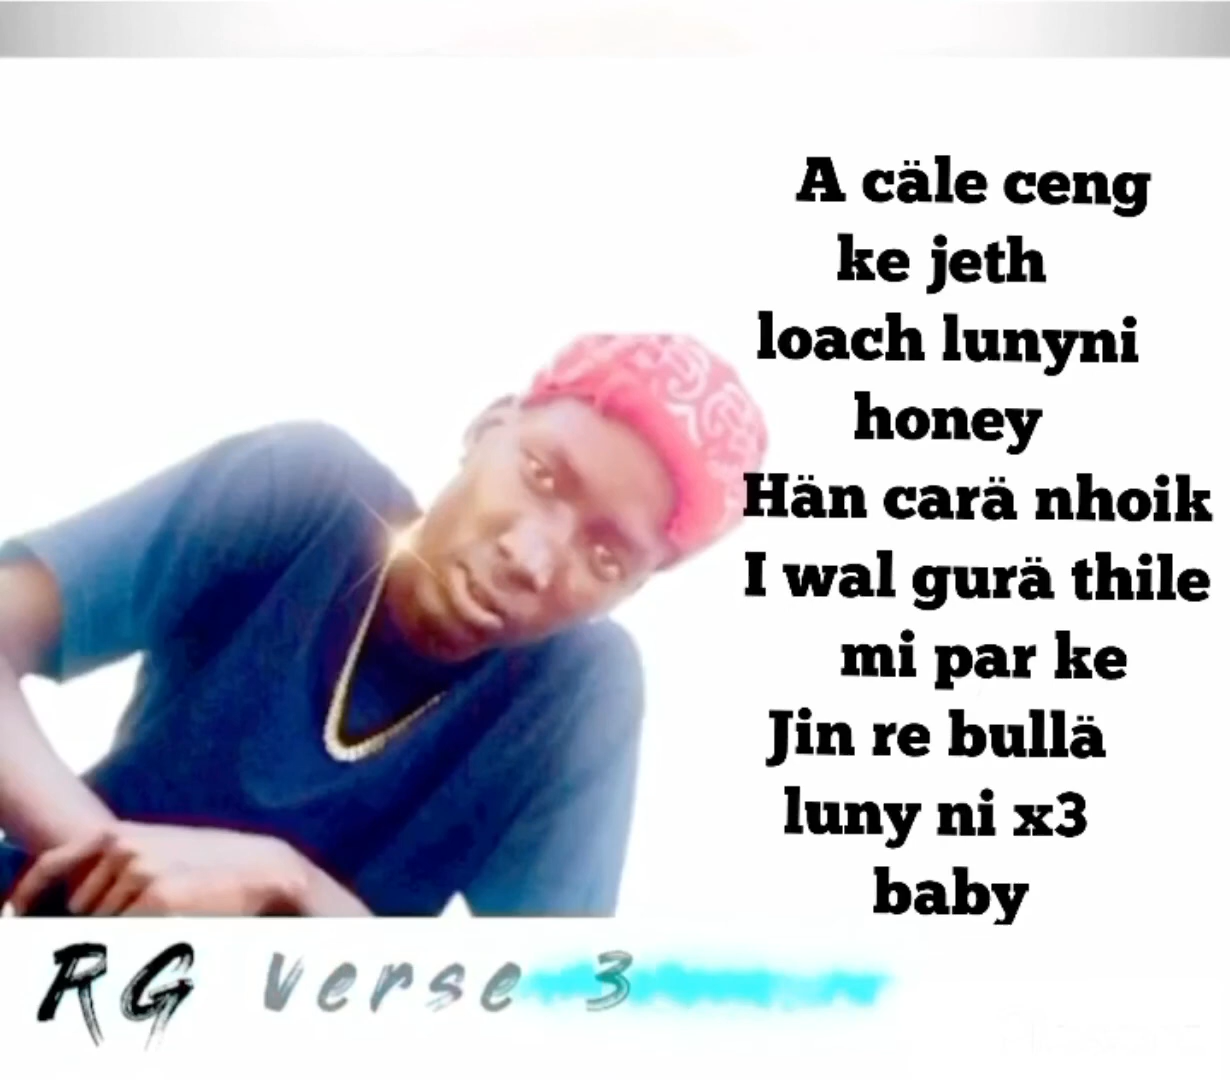 A cäle ceng
ke jeth
loach lunyni
honey
Hän carä nhoik
I wal gurä thile
mi par ke
Jin re bullä
luny ni x3
baby
RG verse 3